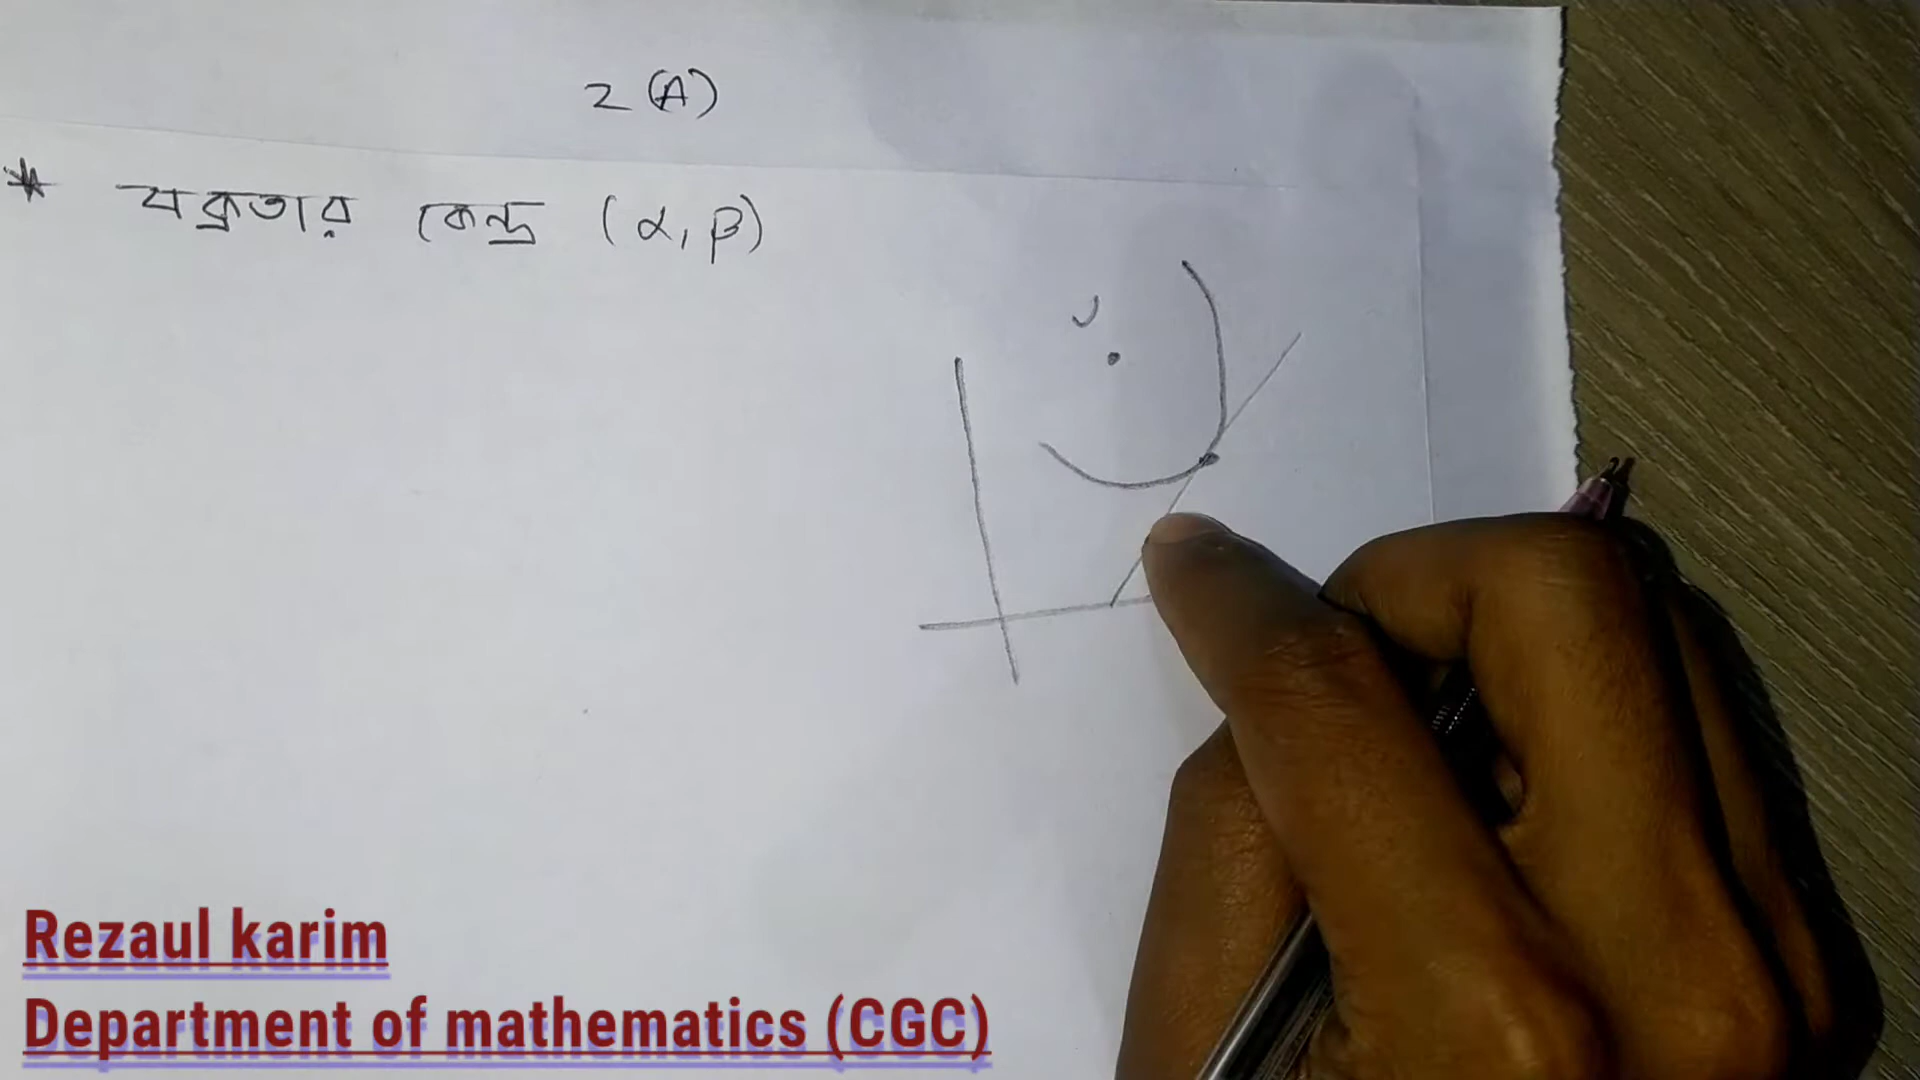 2 (A)
* বক্রতার কেন্দ্র (α, β)
Rezaul karim
Department of mathematics (CGC)